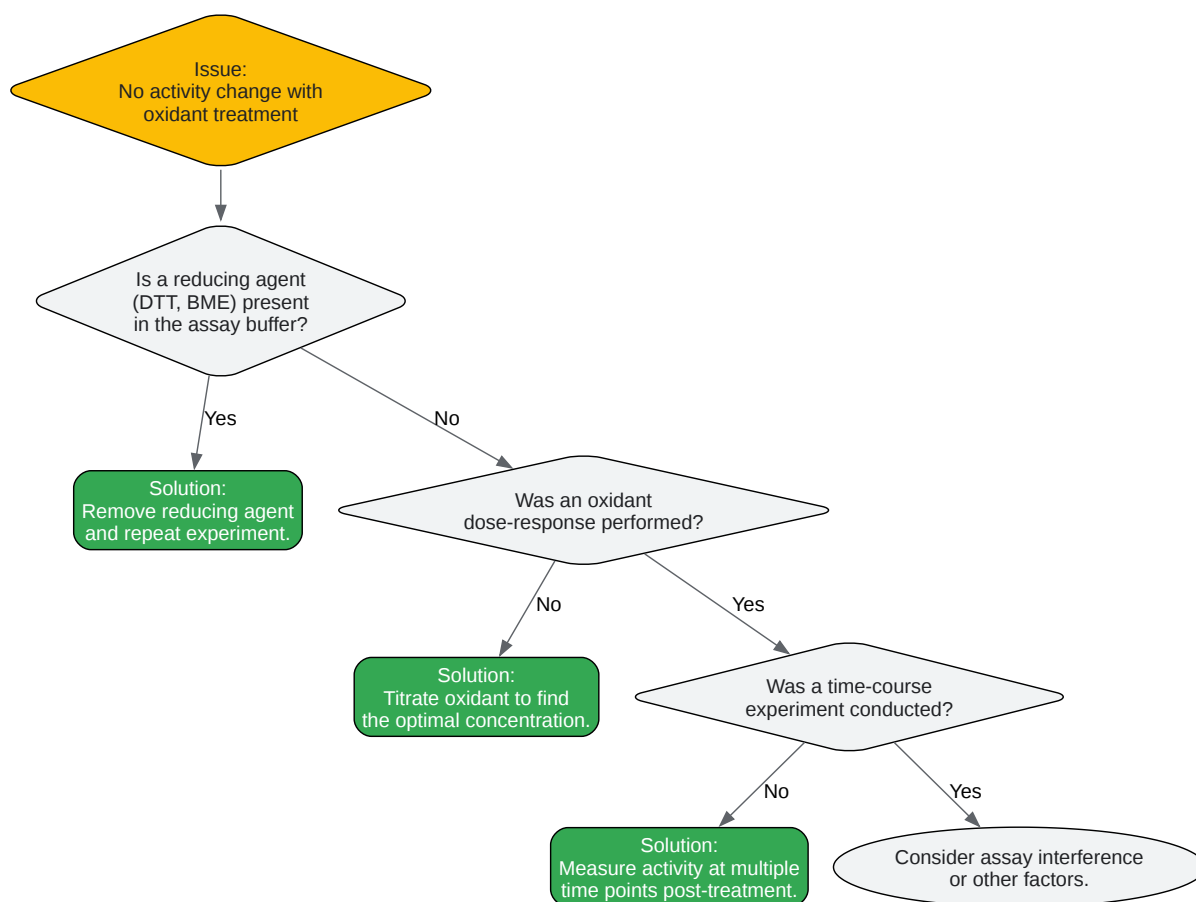 Issue:
No activity change with
oxidant treatment
Is a reducing agent
(DTT, BME) present
in the assay buffer?
Yes
No
Solution:
Remove reducing agent
and repeat experiment.
Was an oxidant
dose-response performed?
No
Yes
Solution:
Titrate oxidant to find
the optimal concentration.
Was a time-course
experiment conducted?
No
Yes
Solution:
Measure activity at multiple
time points post-treatment.
Consider assay interference
or other factors.